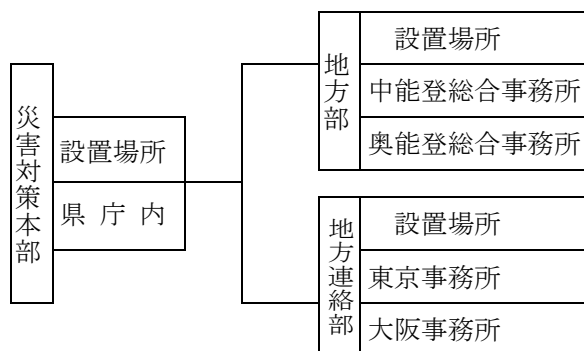 災害対策本部
設置場所
県庁内
地方部
設置場所
中能登総合事務所
奥能登総合事務所
地方連絡部
設置場所
東京事務所
大阪事務所